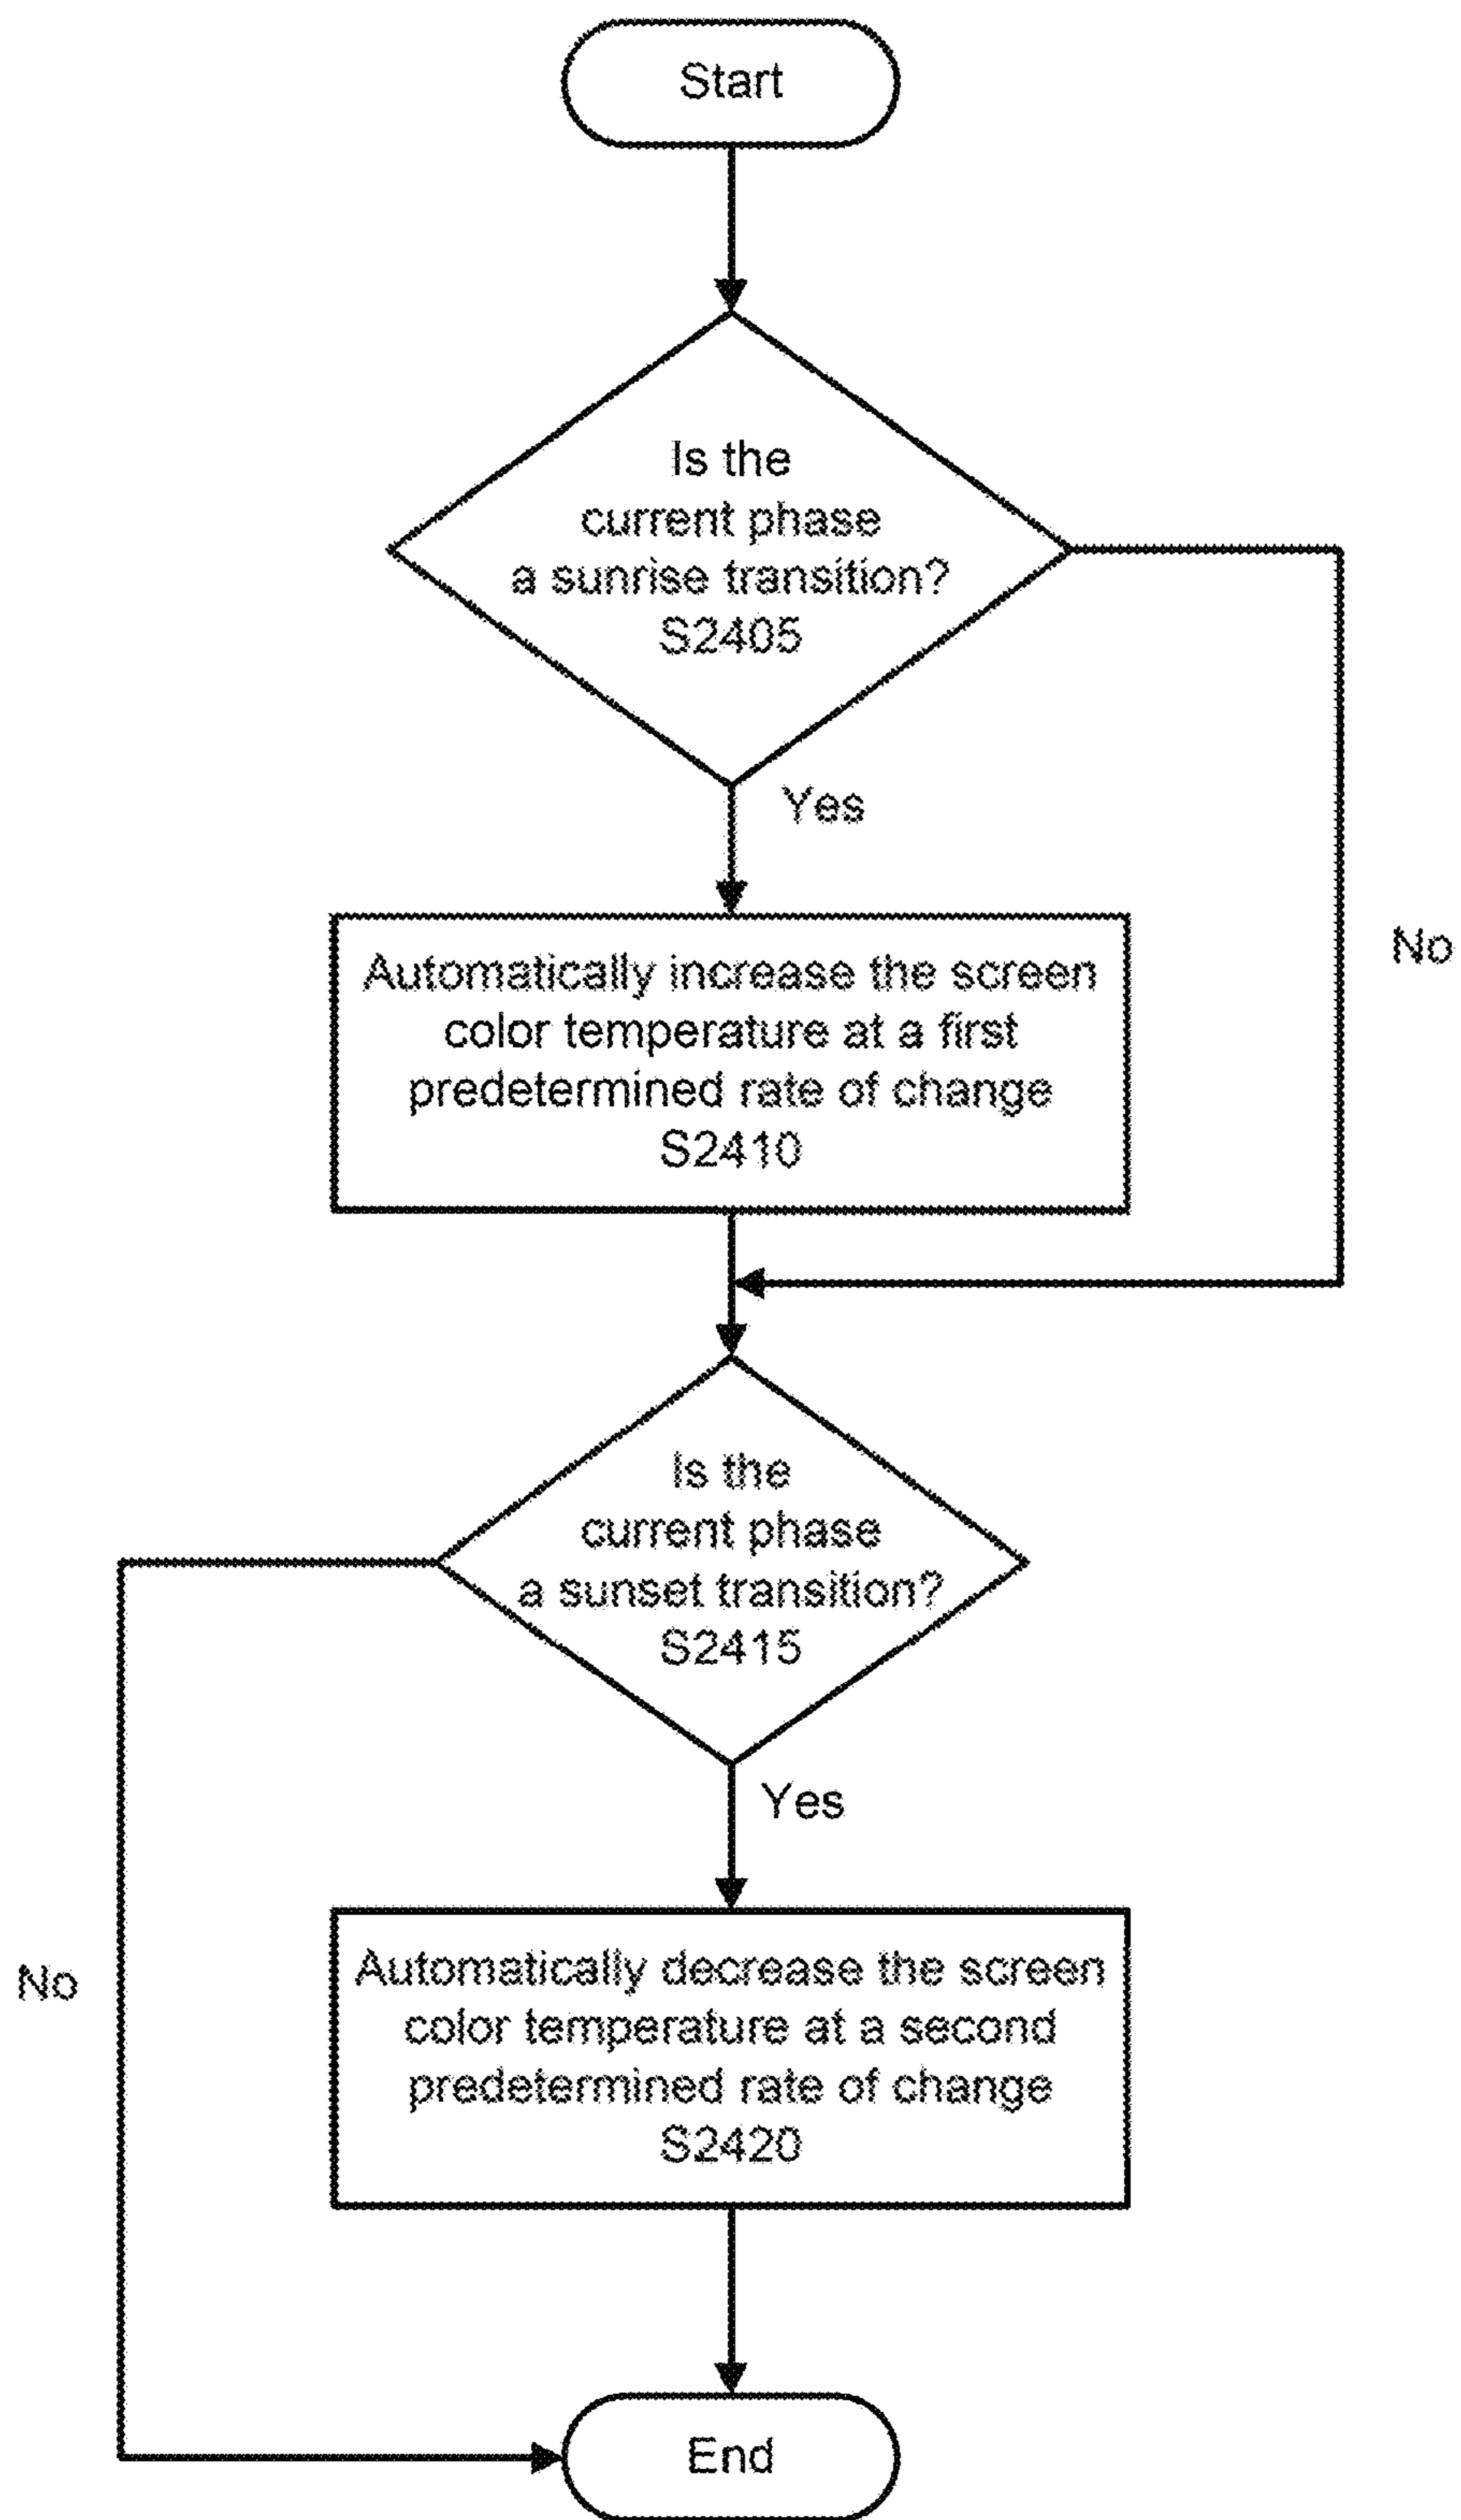 Start
Is the
current phase
a sunrise transition?
S2405
Yes
No
Automatically increase the screen
color temperature at a first
predetermined rate of change
S2410
Is the
current phase
a sunset transition?
S2415
Yes
No
Automatically decrease the screen
color temperature at a second
predetermined rate of change
S2420
End